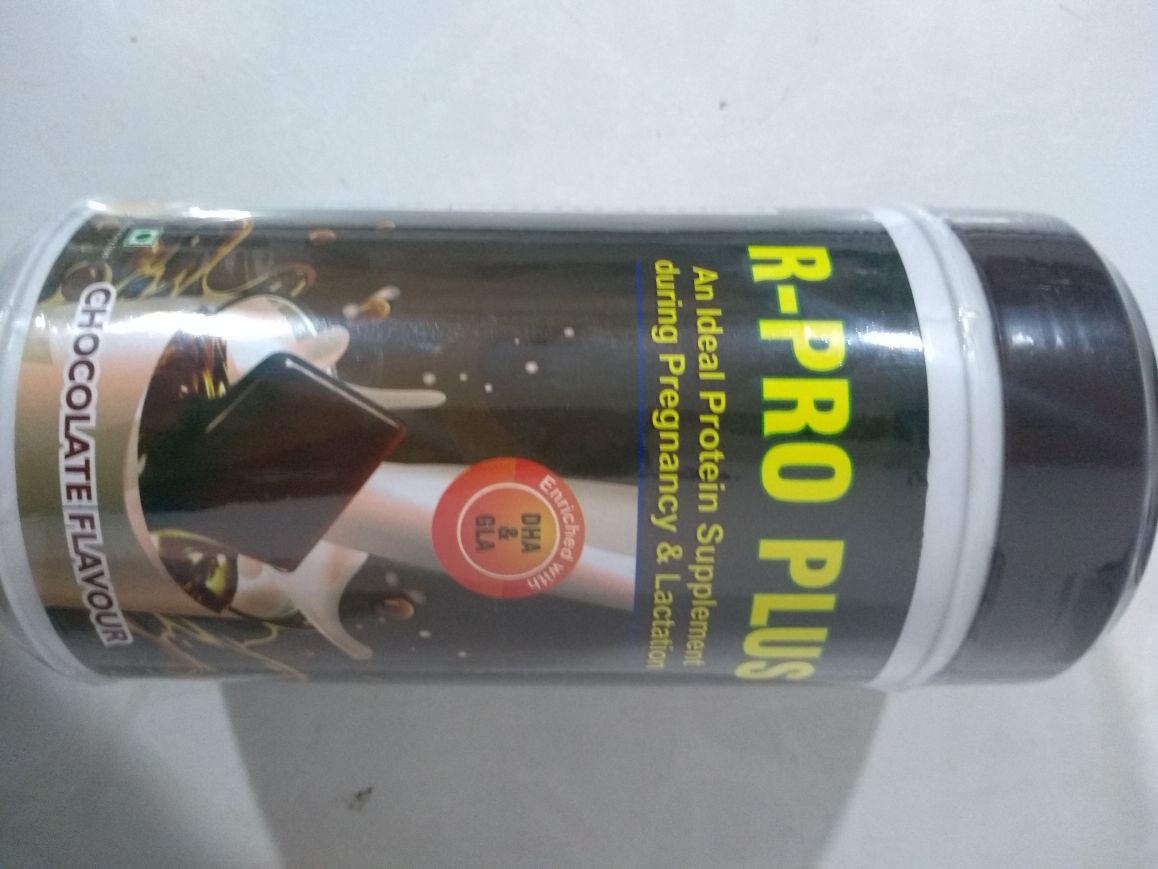 R-PRO PLUS
An Ideal Protein Supplement
during Pregnancy & Lactation
Enriched with
DHA
&
GLA
CHOCOLATE FLAVOUR